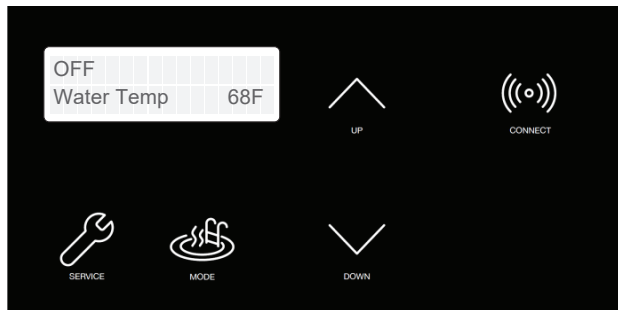 OFF
Water Temp 68F
UP
CONNECT
SERVICE
MODE
DOWN